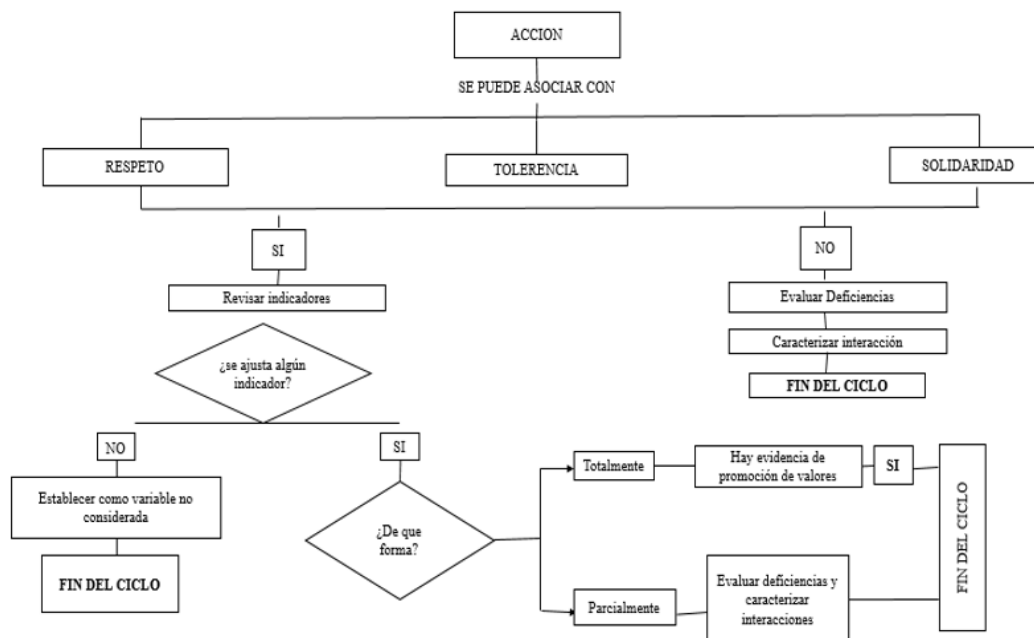 ACCION
SE PUEDE ASOCIAR CON
RESPETO
TOLERENCIA
SOLIDARIDAD
SI
NO
Revisar indicadores
Evaluar Deficiencias
Caracterizar interacción
FIN DEL CICLO
¿se ajusta algún
indicador?
NO
SI
Establecer como variable no
considerada
FIN DEL CICLO
¿De que
forma?
Totalmente
Hay evidencia de
promoción de valores
SI
Parcialmente
Evaluar deficiencias y
caracterizar
interacciones
FIN DEL CICLO